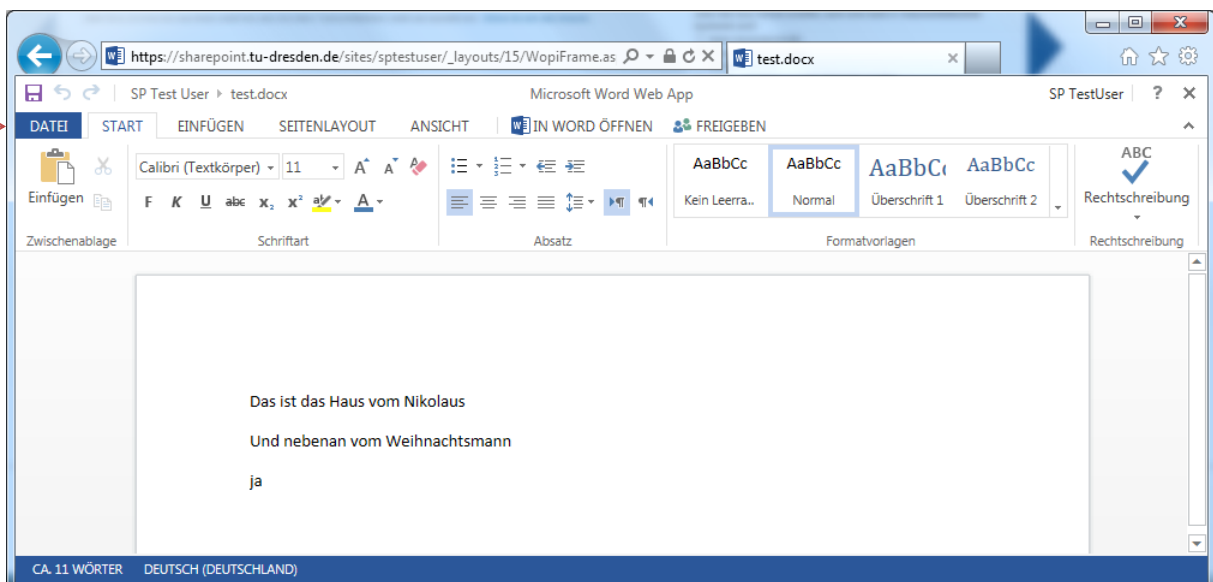 https://sharepoint.tu-dresden.de/sites/sptestuser/_layouts/15/WopiFrame.as test.docx
SP Test User test.docx Microsoft Word Web App SP TestUser ?
DATEI START EINFÜGEN SEITENLAYOUT ANSICHT IN WORD ÖFFNEN FREIGEBEN
Calibri (Textkörper) 11 A A AaBbCc AaBbCc AaBbC AaBbCc ABC
Einfügen F K U abc x₂ x² ab A Kein Leerra... Normal Überschrift 1 Überschrift 2 Rechtschreibung
Zwischenablage Schriftart Absatz Formatvorlagen Rechtschreibung
Das ist das Haus vom Nikolaus
Und nebenan vom Weihnachtsmann
ja
CA. 11 WÖRTER DEUTSCH (DEUTSCHLAND)